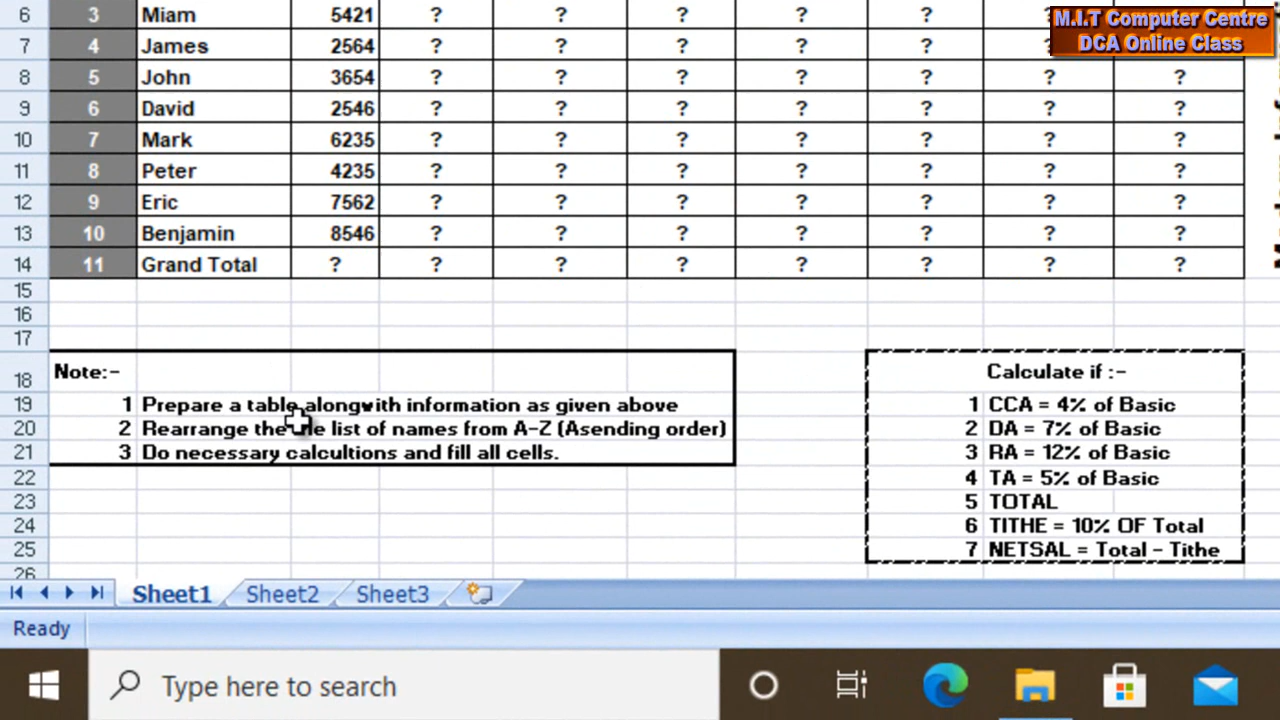 M.I.T Computer Centre
DCA Online Class
6 3 Miam 5421 ? ? ? ? ? ? ?
7 4 James 2564 ? ? ? ? ? ? ?
8 5 John 3654 ? ? ? ? ? ? ?
9 6 David 2546 ? ? ? ? ? ? ?
10 7 Mark 6235 ? ? ? ? ? ? ?
11 8 Peter 4235 ? ? ? ? ? ? ?
12 9 Eric 7562 ? ? ? ? ? ? ?
13 10 Benjamin 8546 ? ? ? ? ? ? ?
14 11 Grand Total ? ? ? ? ? ? ? ?
15
16
17
18 Note:-
19 1 Prepare a table alongwith information as given above
20 2 Rearrange the list of names from A-Z (Asending order)
21 3 Do necessary calcultions and fill all cells.
22
23
24
25
26
Calculate if :-
1 CCA = 4% of Basic
2 DA = 7% of Basic
3 RA = 12% of Basic
4 TA = 5% of Basic
5 TOTAL
6 TITHE = 10% OF Total
7 NETSAL = Total - Tithe
Sheet1 Sheet2 Sheet3
Ready
Type here to search